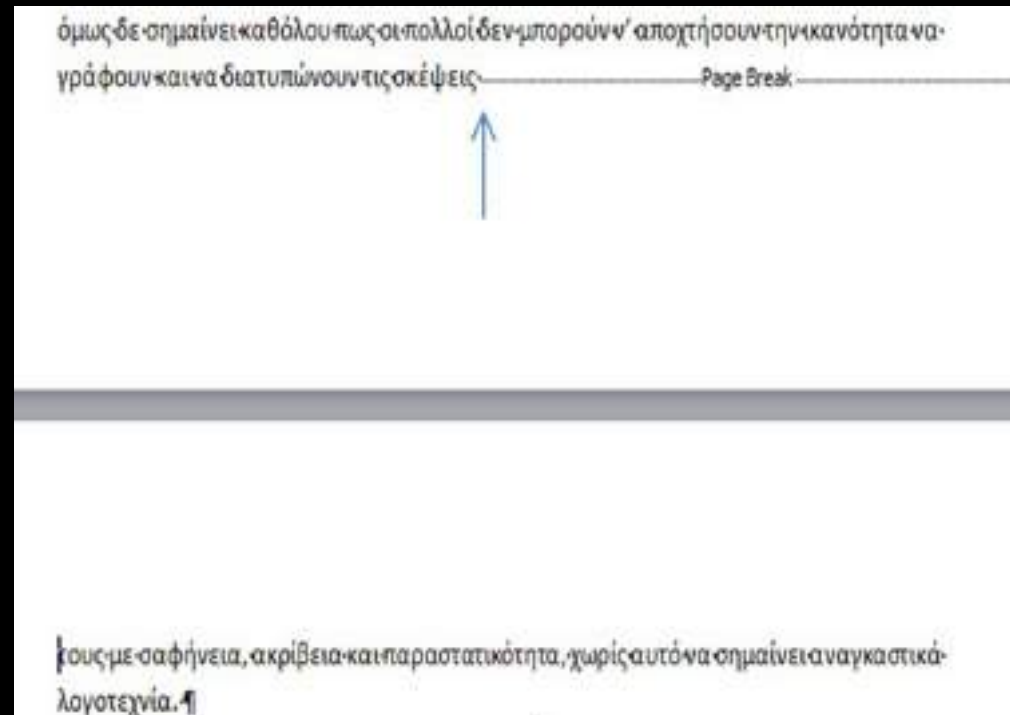 όμως δε σημαίνει καθόλου πως οι πολλοί δεν μπορούν ν' αποχτήσουν την ικανότητα να
γράφουν και να διατυπώνουν τις σκέψεις Page Break
τους με σαφήνεια, ακρίβεια και παραστατικότητα, χωρίς αυτό να σημαίνει αναγκαστικά
λογοτεχνία. ¶